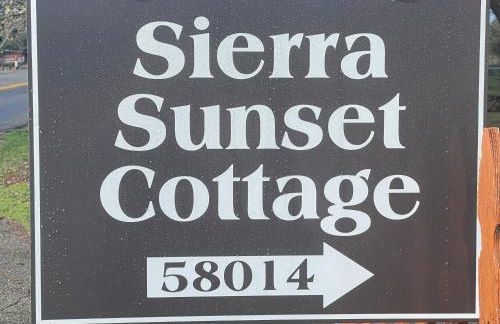 Sierra
Sunset
Cottage
58014